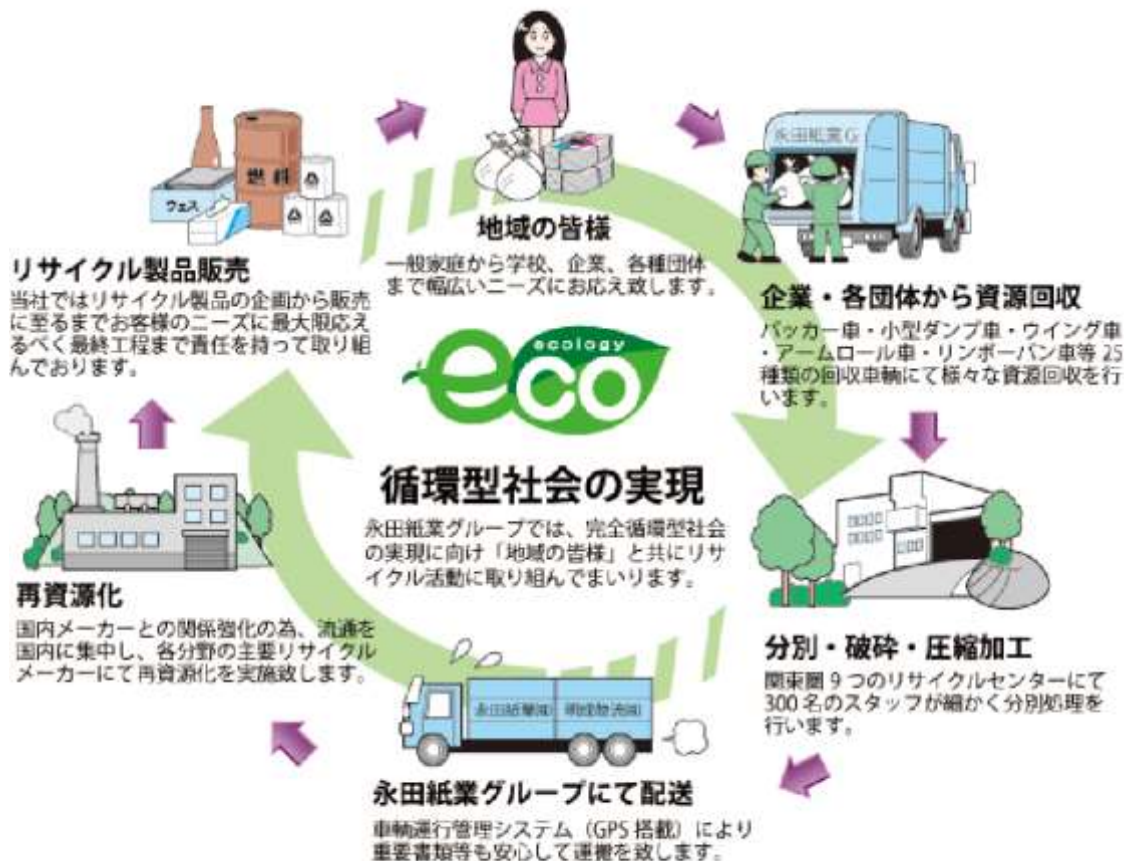 地域の皆様
一般家庭から学校、企業、各種団体
まで幅広いニーズにお応え致します。
永田紙業G
企業・各団体から資源回収
パッカー車・小型ダンプ車・ウイング車
・アームロール車・リンボーバン車等 25
種類の回収車輌にて様々な資源回収を行
います。
分別・破砕・圧縮加工
関東圏 9 つのリサイクルセンターにて
300 名のスタッフが細かく分別処理を
行います。
永田紙業㈱
明成物流㈱
永田紙業グループにて配送
車輌運行管理システム（GPS 搭載）により
重要書類等も安心して運搬を致します。
再資源化
国内メーカーとの関係強化の為、流通を
国内に集中し、各分野の主要リサイクル
メーカーにて再資源化を実施致します。
燃料
ウェス
リサイクル製品販売
当社ではリサイクル製品の企画から販売
に至るまでお客様のニーズに最大限応え
るべく最終工程まで責任を持って取り組
んでおります。
ecology
eco
循環型社会の実現
永田紙業グループでは、完全循環型社会
の実現に向け「地域の皆様」と共にリサ
イクル活動に取り組んでまいります。